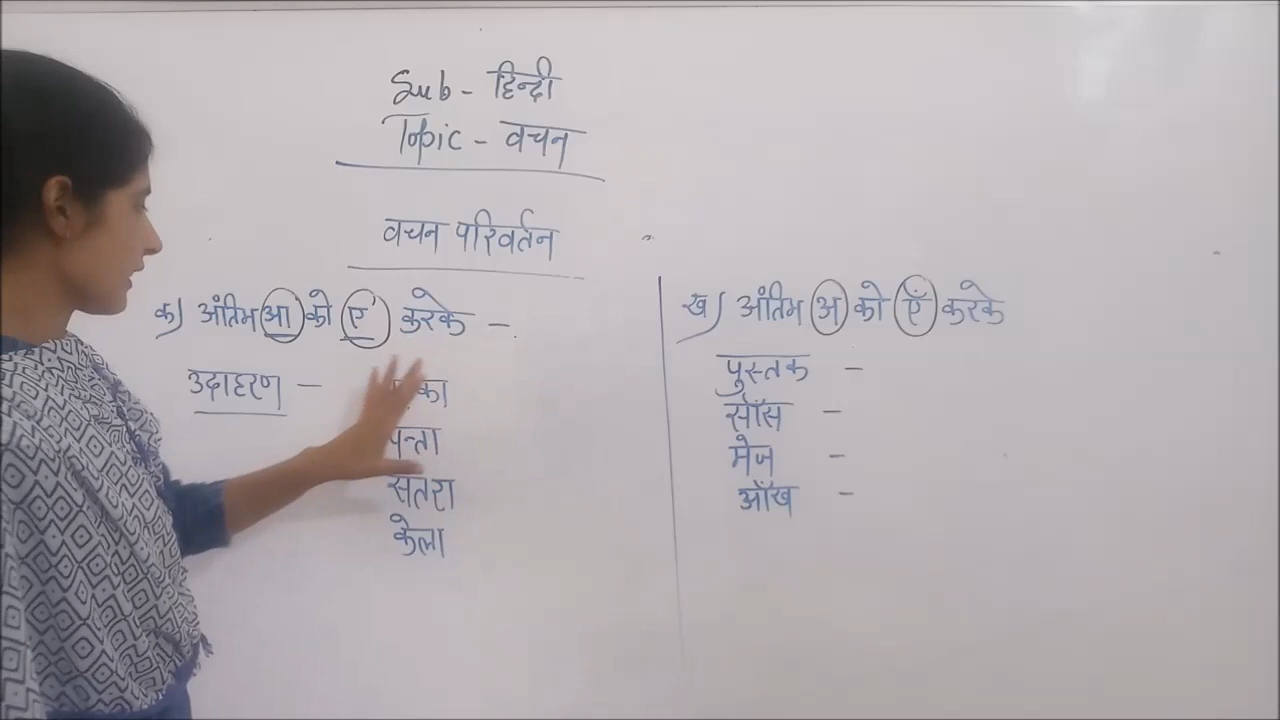 Sub - हिन्दी
Topic - वचन
वचन परिवर्तन
क) अंतिम आ को ए करके -
उदाहरण -
पत्ता
संतरा
केला
ख) अंतिम अ को एँ करके
पुस्तक -
साँस -
मेज -
आँख -